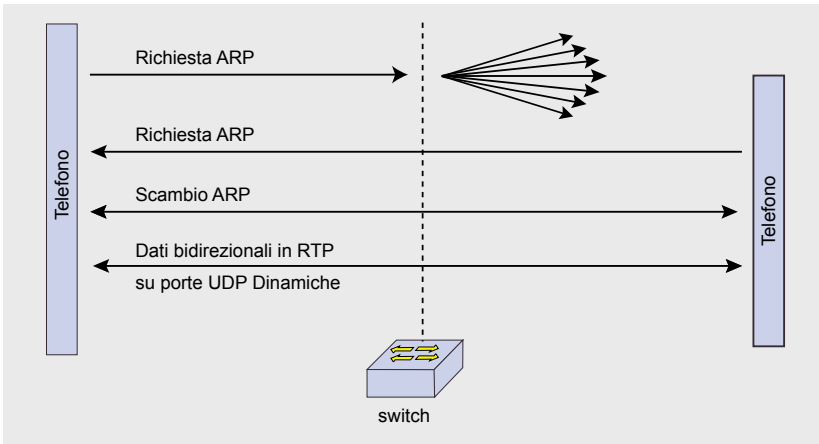 Richiesta ARP
Richiesta ARP
Scambio ARP
Dati bidirezionali in RTP
su porte UDP Dinamiche
Telefono
Telefono
switch